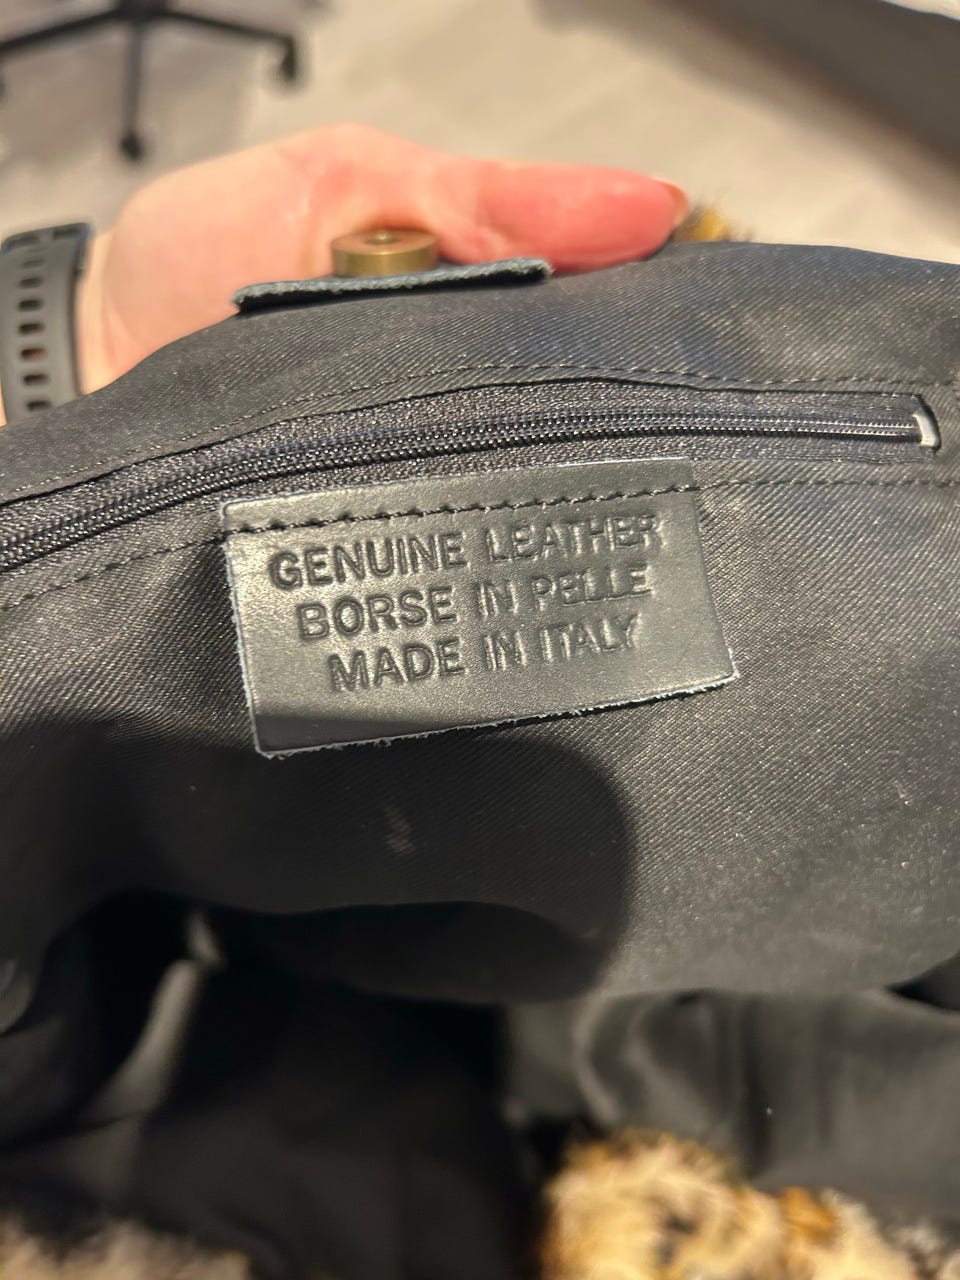 GENUINE LEATHER
BORSE IN PELLE
MADE IN ITALY